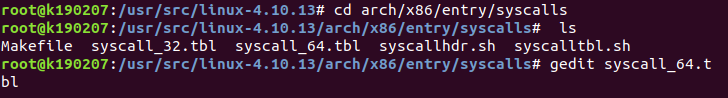 root@k190207:/usr/src/linux-4.10.13# cd arch/x86/entry/syscalls
root@k190207:/usr/src/linux-4.10.13/arch/x86/entry/syscalls#  ls
Makefile  syscall_32.tbl  syscall_64.tbl  syscallhdr.sh  syscalltbl.sh
root@k190207:/usr/src/linux-4.10.13/arch/x86/entry/syscalls# gedit syscall_64.t
bl